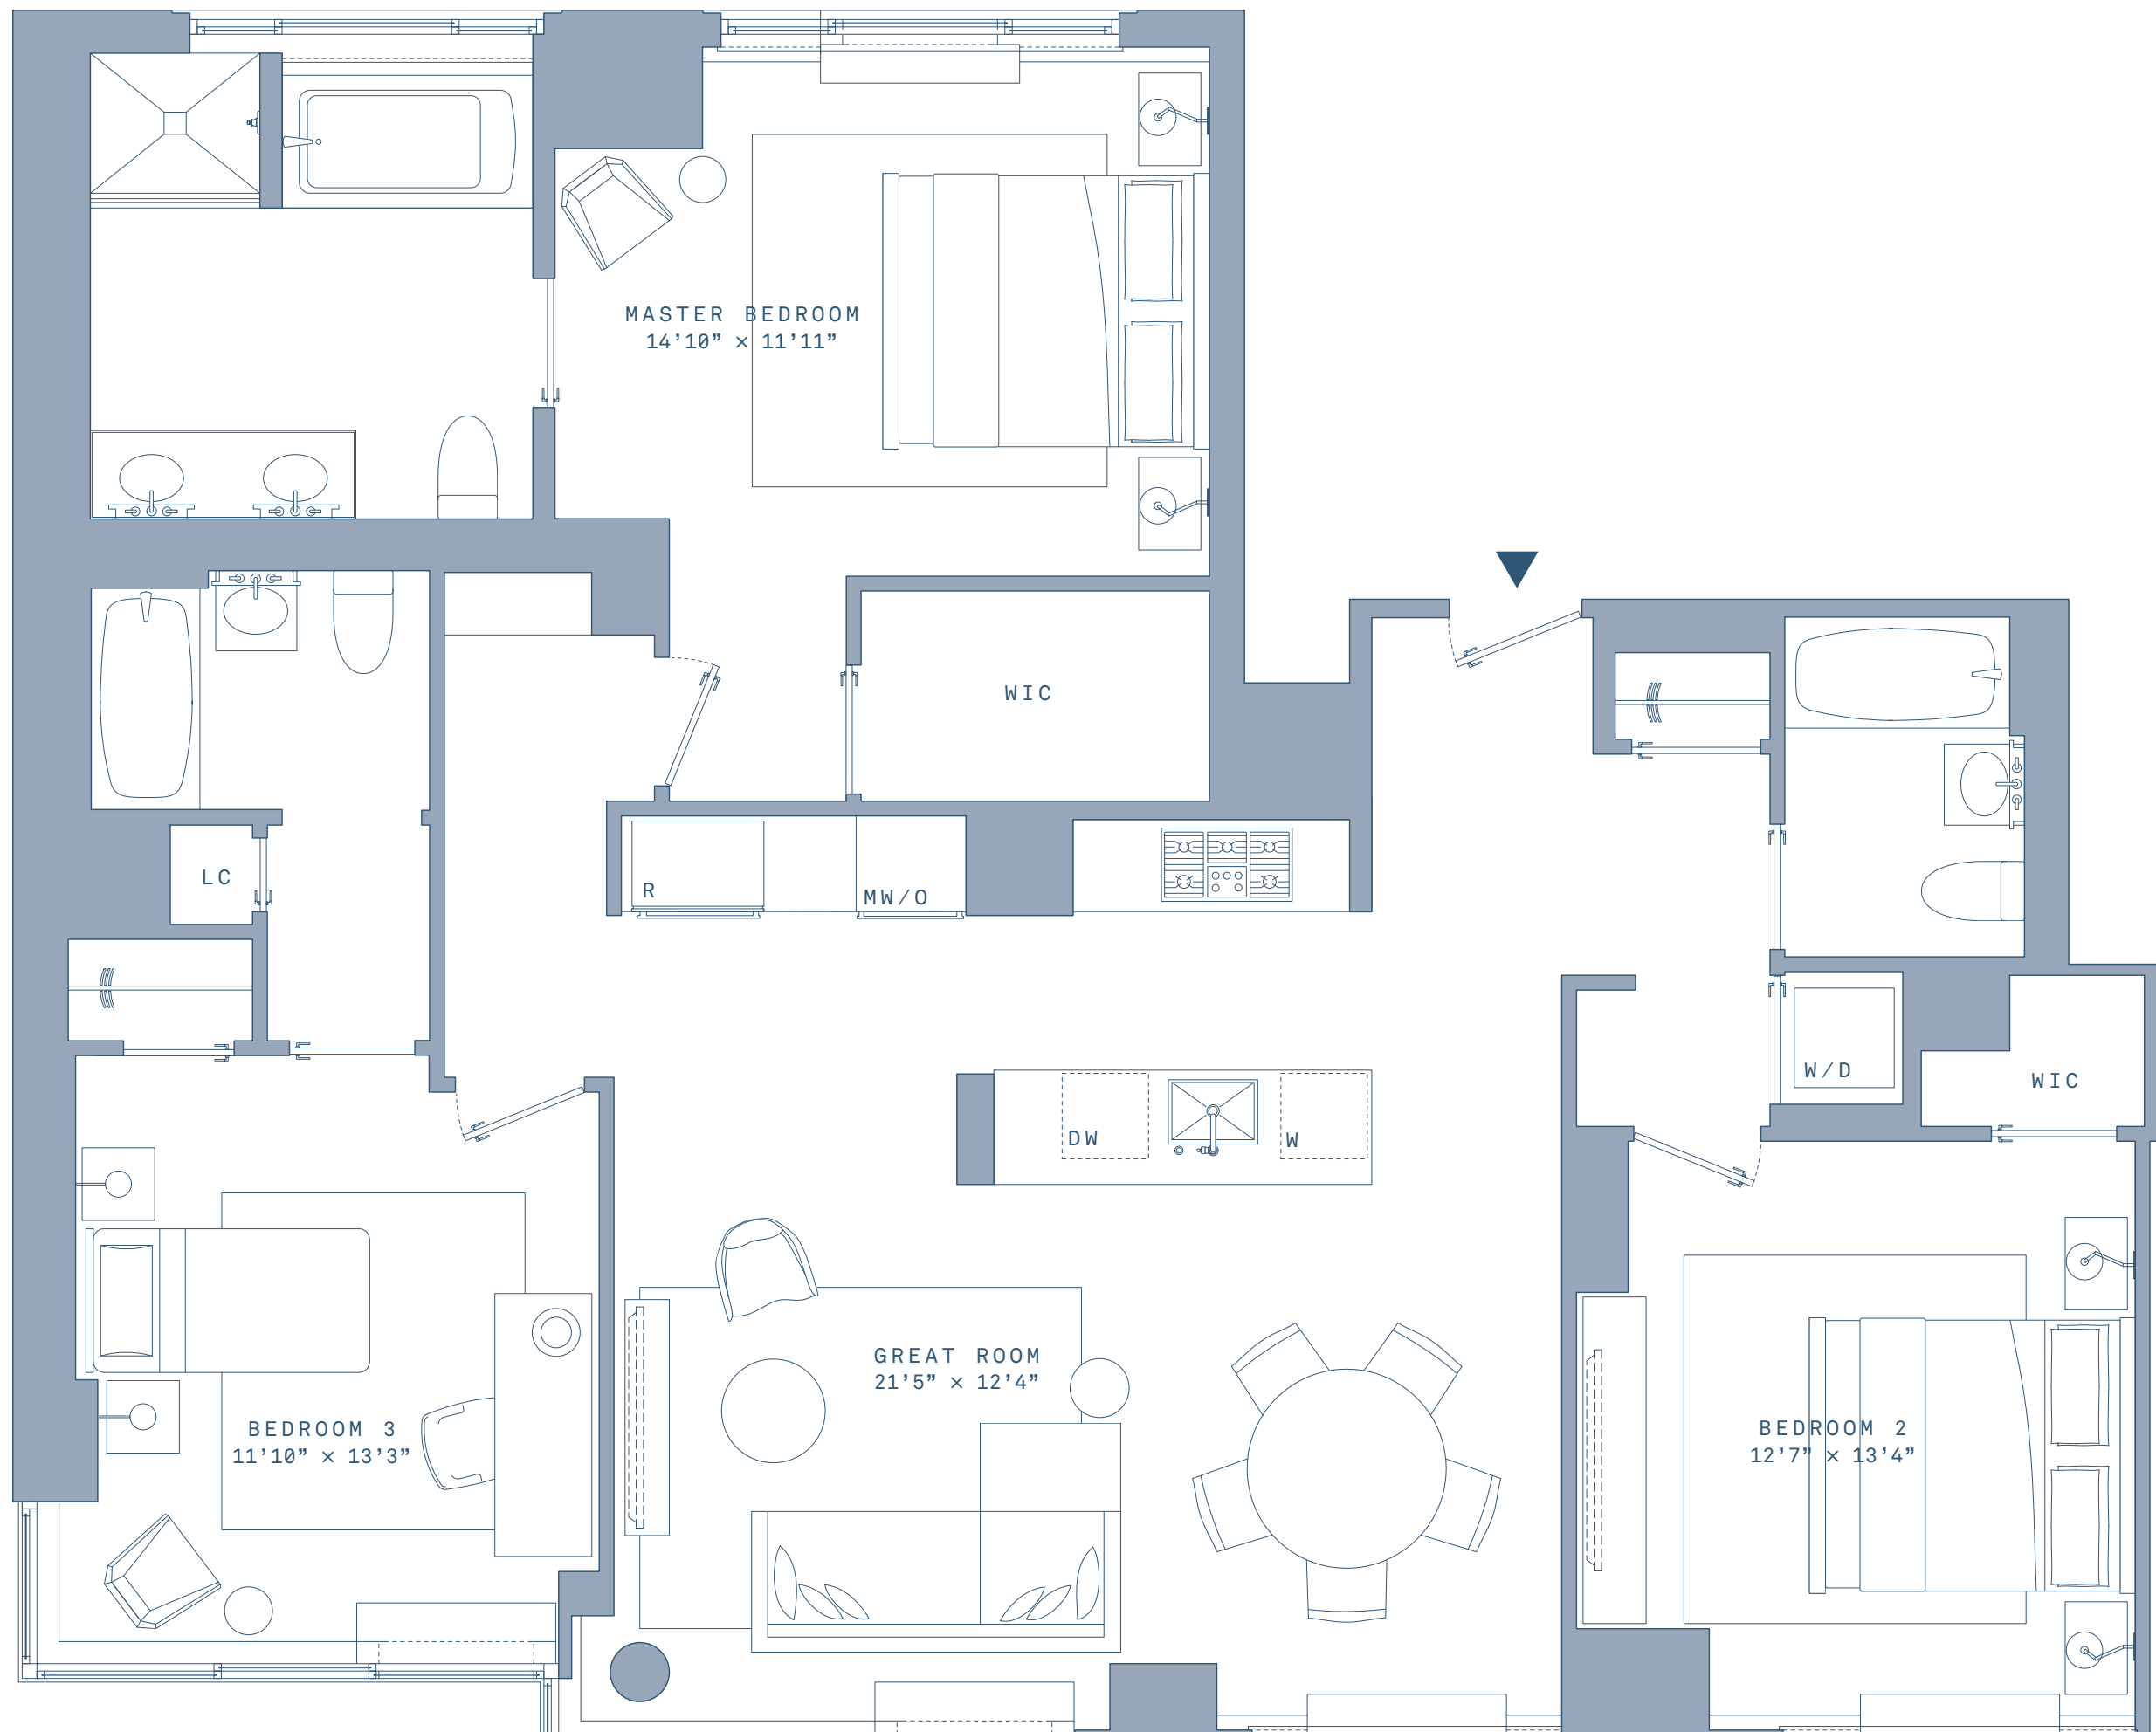 MASTER BEDROOM
14’10” × 11’11”
WIC
LC
R
MW/O
W/D
WIC
DW
W
GREAT ROOM
21’5” × 12’4”
BEDROOM 3
11’10” × 13’3”
BEDROOM 2
12’7” × 13’4”